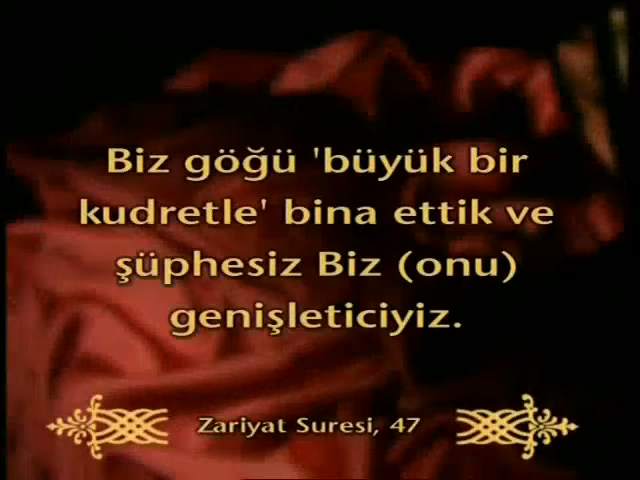 Biz göğü 'büyük bir
kudretle' bina ettik ve
şüphesiz Biz (onu)
genişleticiyiz.
Zariyat Suresi, 47